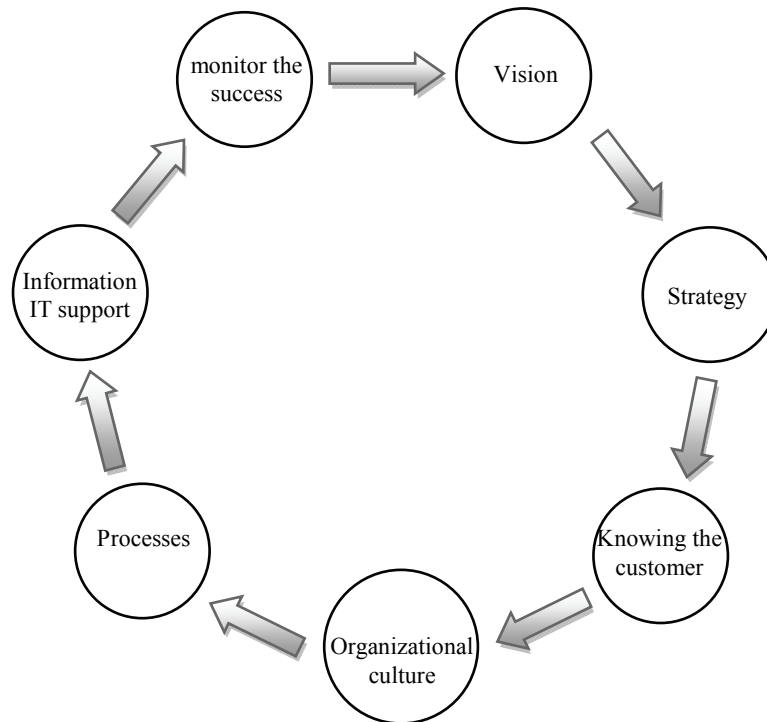 monitor the
success
Vision
Strategy
Knowing the
customer
Organizational
culture
Processes
Information
IT support